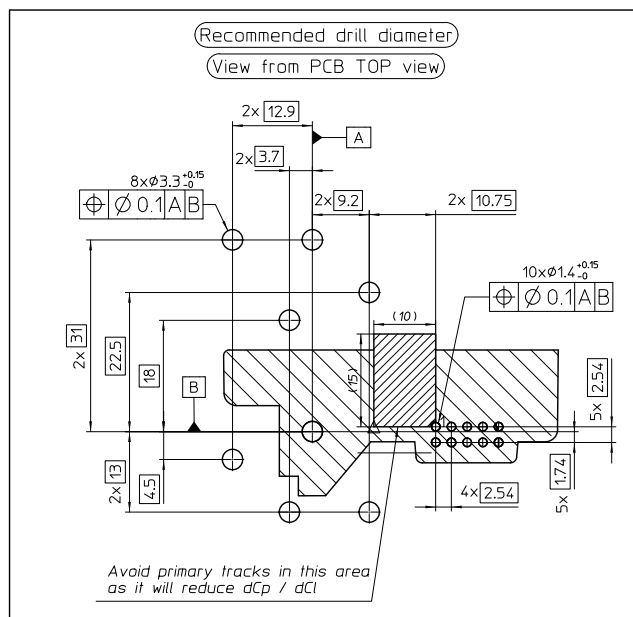 Recommended drill diameter
View from PCB TOP view
2x 12.9
A
2x 3.7
8xØ3.3 +0.15 -0
⌖ Ø 0.1 A B
2x 9.2
2x 10.75
10xØ1.4 +0.15 -0
⌖ Ø 0.1 A B
(10)
(15)
2x 31
22.5
18
B
5x 2.54
2x 13
4.5
4x 2.54
5x 1.74
Avoid primary tracks in this area
as it will reduce dCp / dCl